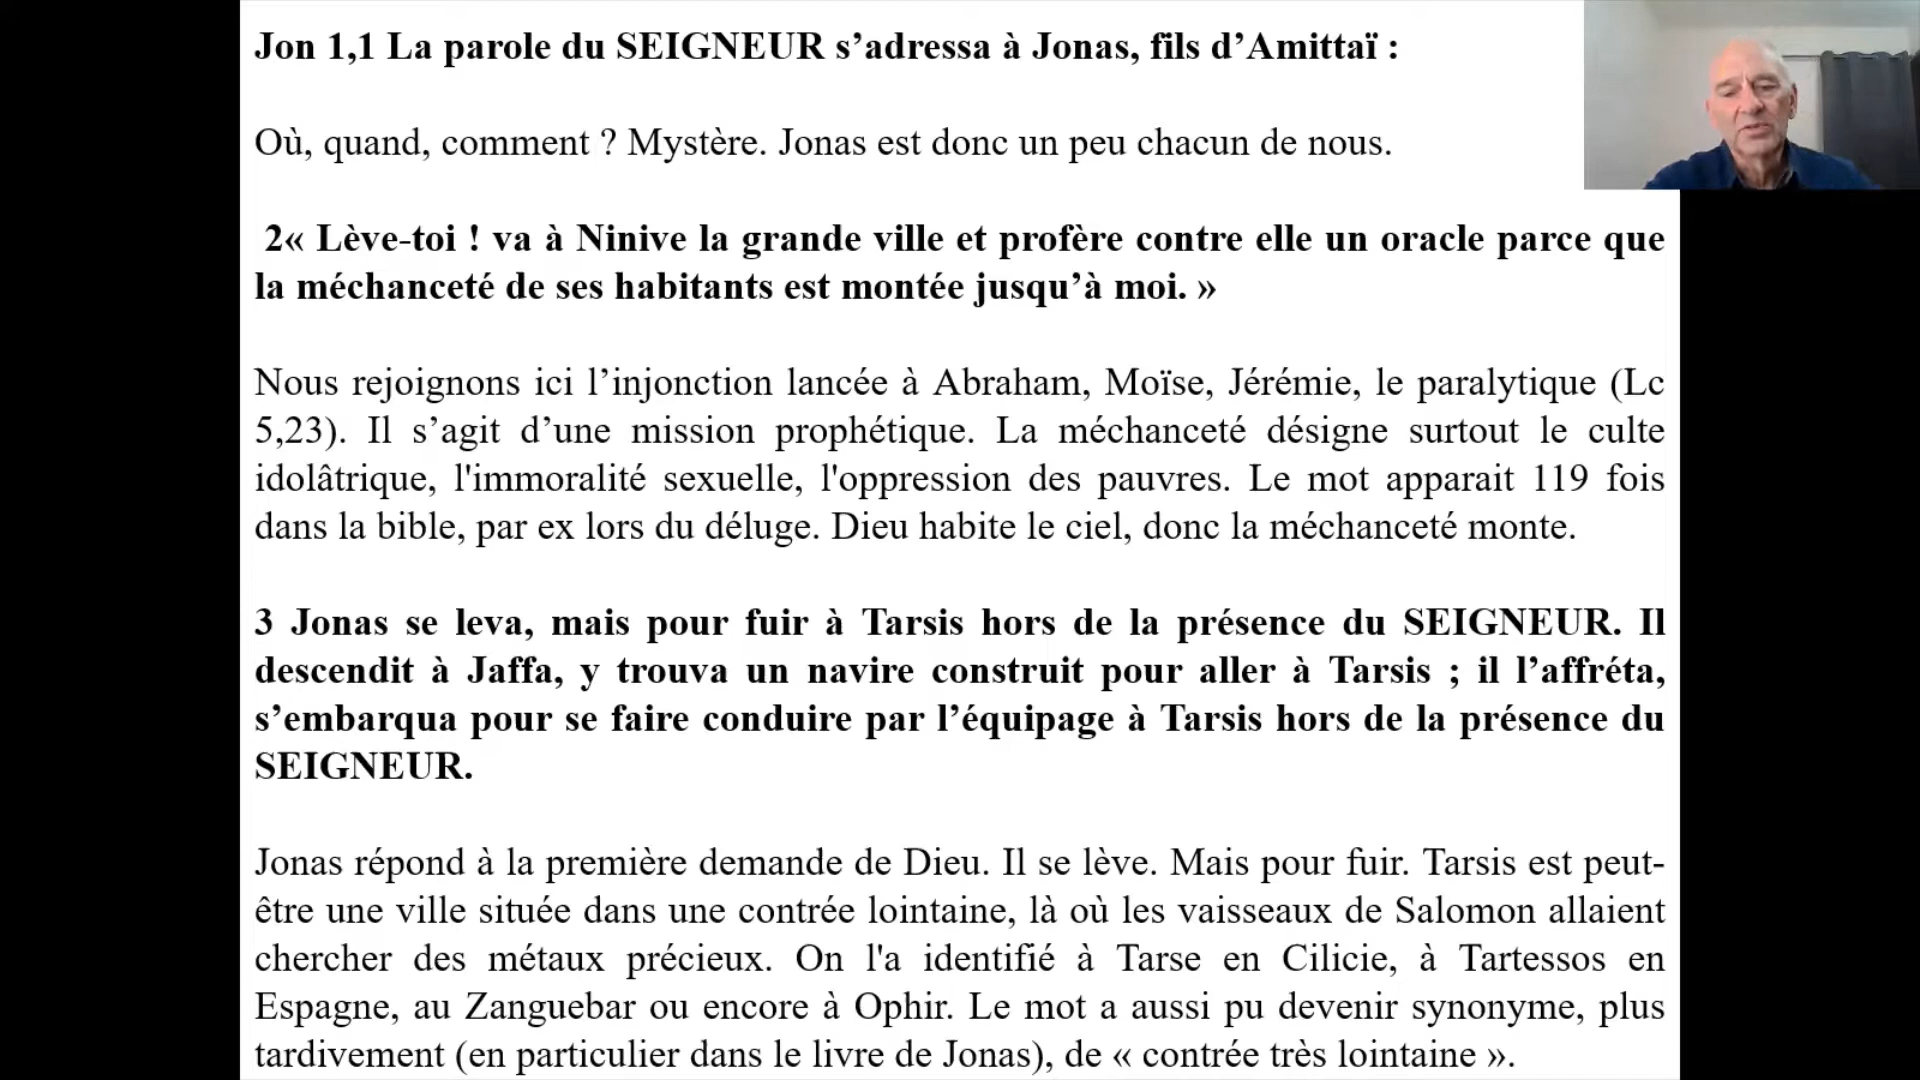 Jon 1,1 La parole du SEIGNEUR s’adressa à Jonas, fils d’Amittaï :
Où, quand, comment ? Mystère. Jonas est donc un peu chacun de nous.
2« Lève-toi ! va à Ninive la grande ville et profère contre elle un oracle parce que
la méchanceté de ses habitants est montée jusqu’à moi. »
Nous rejoignons ici l’injonction lancée à Abraham, Moïse, Jérémie, le paralytique (Lc
5,23). Il s’agit d’une mission prophétique. La méchanceté désigne surtout le culte
idolâtrique, l'immoralité sexuelle, l'oppression des pauvres. Le mot apparait 119 fois
dans la bible, par ex lors du déluge. Dieu habite le ciel, donc la méchanceté monte.
3 Jonas se leva, mais pour fuir à Tarsis hors de la présence du SEIGNEUR. Il
descendit à Jaffa, y trouva un navire construit pour aller à Tarsis ; il l’affréta,
s’embarqua pour se faire conduire par l’équipage à Tarsis hors de la présence du
SEIGNEUR.
Jonas répond à la première demande de Dieu. Il se lève. Mais pour fuir. Tarsis est peut-
être une ville située dans une contrée lointaine, là où les vaisseaux de Salomon allaient
chercher des métaux précieux. On l'a identifié à Tarse en Cilicie, à Tartessos en
Espagne, au Zanguebar ou encore à Ophir. Le mot a aussi pu devenir synonyme, plus
tardivement (en particulier dans le livre de Jonas), de « contrée très lointaine ».